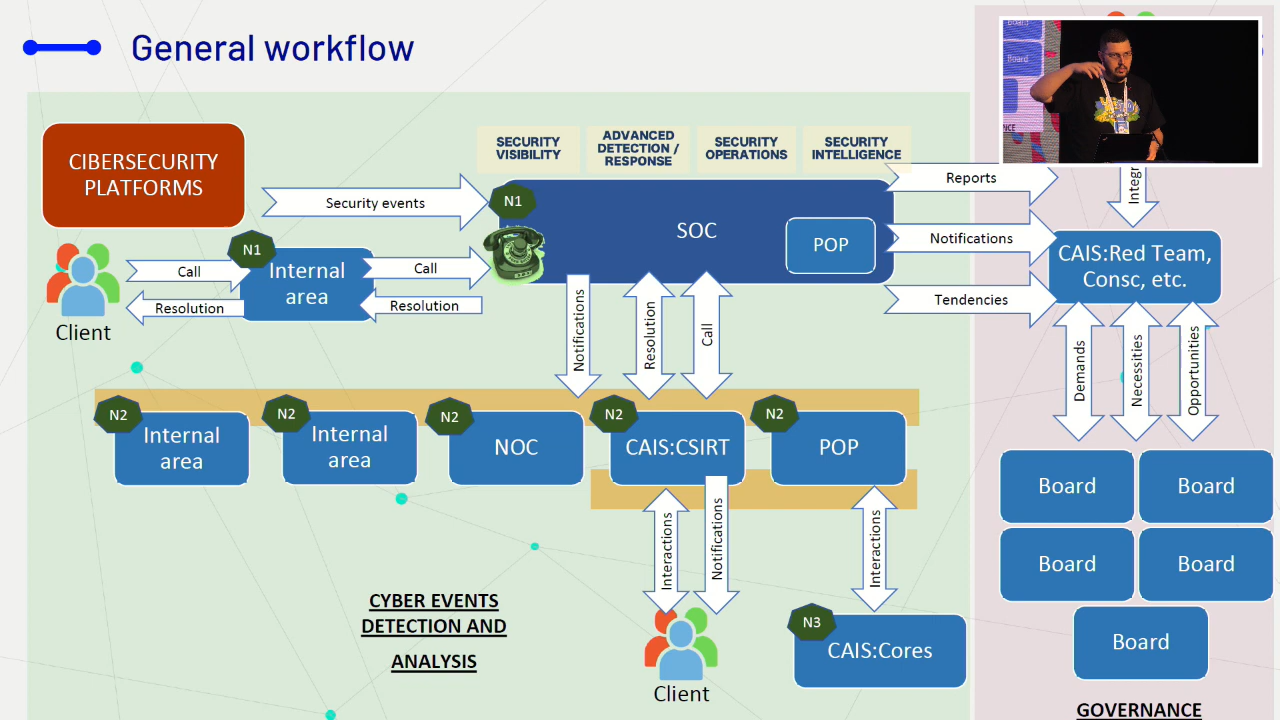 General workflow
CIBERSECURITY
PLATFORMS
SECURITY
VISIBILITY
ADVANCED
DETECTION /
RESPONSE
SECURITY
OPERATIONS
SECURITY
INTELLIGENCE
Security events
N1
SOC
POP
Reports
Notifications
Tendencies
Board
Board
Integr
CAIS:Red Team,
Consc, etc.
N1
Internal
area
Call
Resolution
Call
Resolution
Client
Notifications
Resolution
Call
Demands
Necessities
Opportunities
N2
Internal
area
N2
Internal
area
N2
NOC
N2
CAIS:CSIRT
N2
POP
Interactions
Notifications
Interactions
Board
Board
Board
Board
Board
CYBER EVENTS
DETECTION AND
ANALYSIS
Client
N3
CAIS:Cores
GOVERNANCE